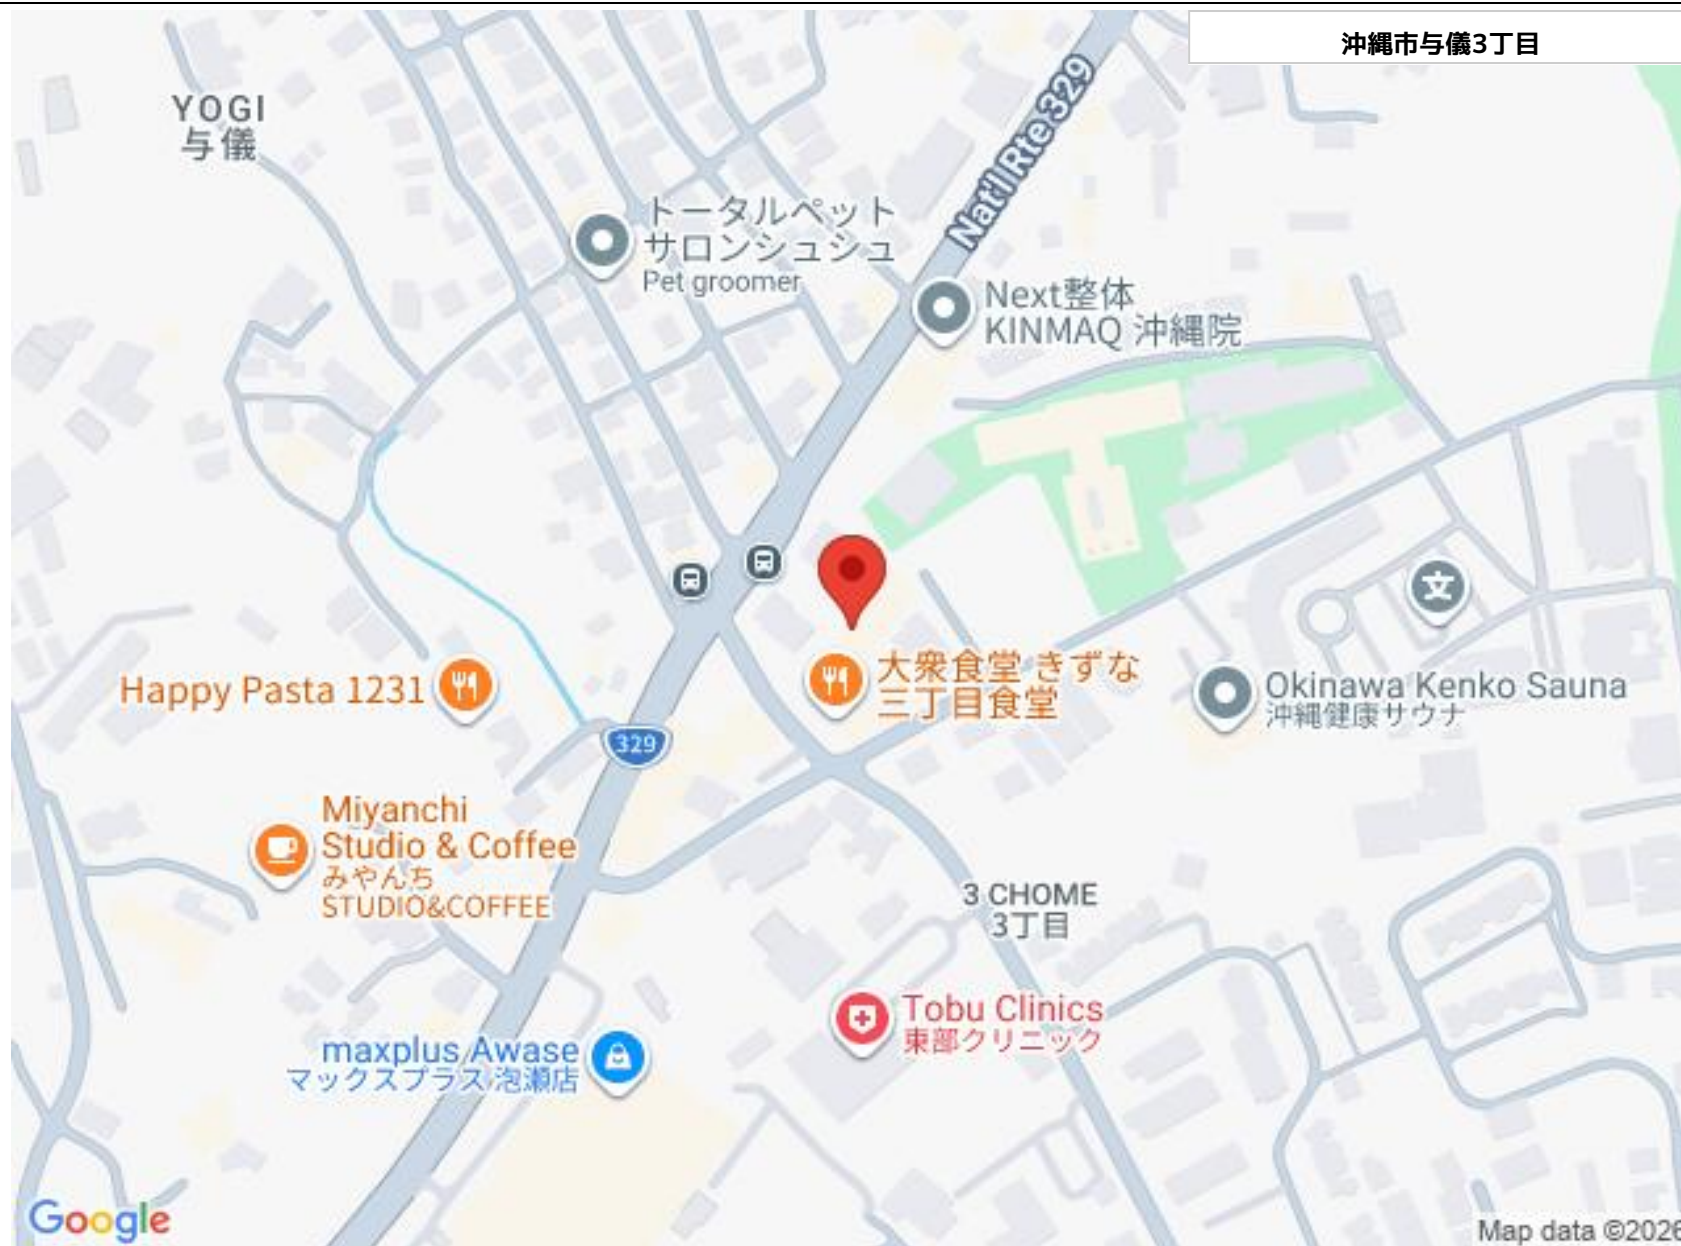 沖縄市与儀3丁目
YOGI
与儀
Nat'l Rte 329
トータルペット
サロンシュシュ
Pet groomer
Next整体
KINMAQ 沖縄院
文
大衆食堂 きずな
三丁目食堂
Happy Pasta 1231
Okinawa Kenko Sauna
沖縄健康サウナ
329
Miyanchi
Studio & Coffee
みやんち
STUDIO&COFFEE
3 CHOME
3丁目
Tobu Clinics
東部クリニック
maxplus Awase
マックスプラス 泡瀬店
Google
Map data ©2026